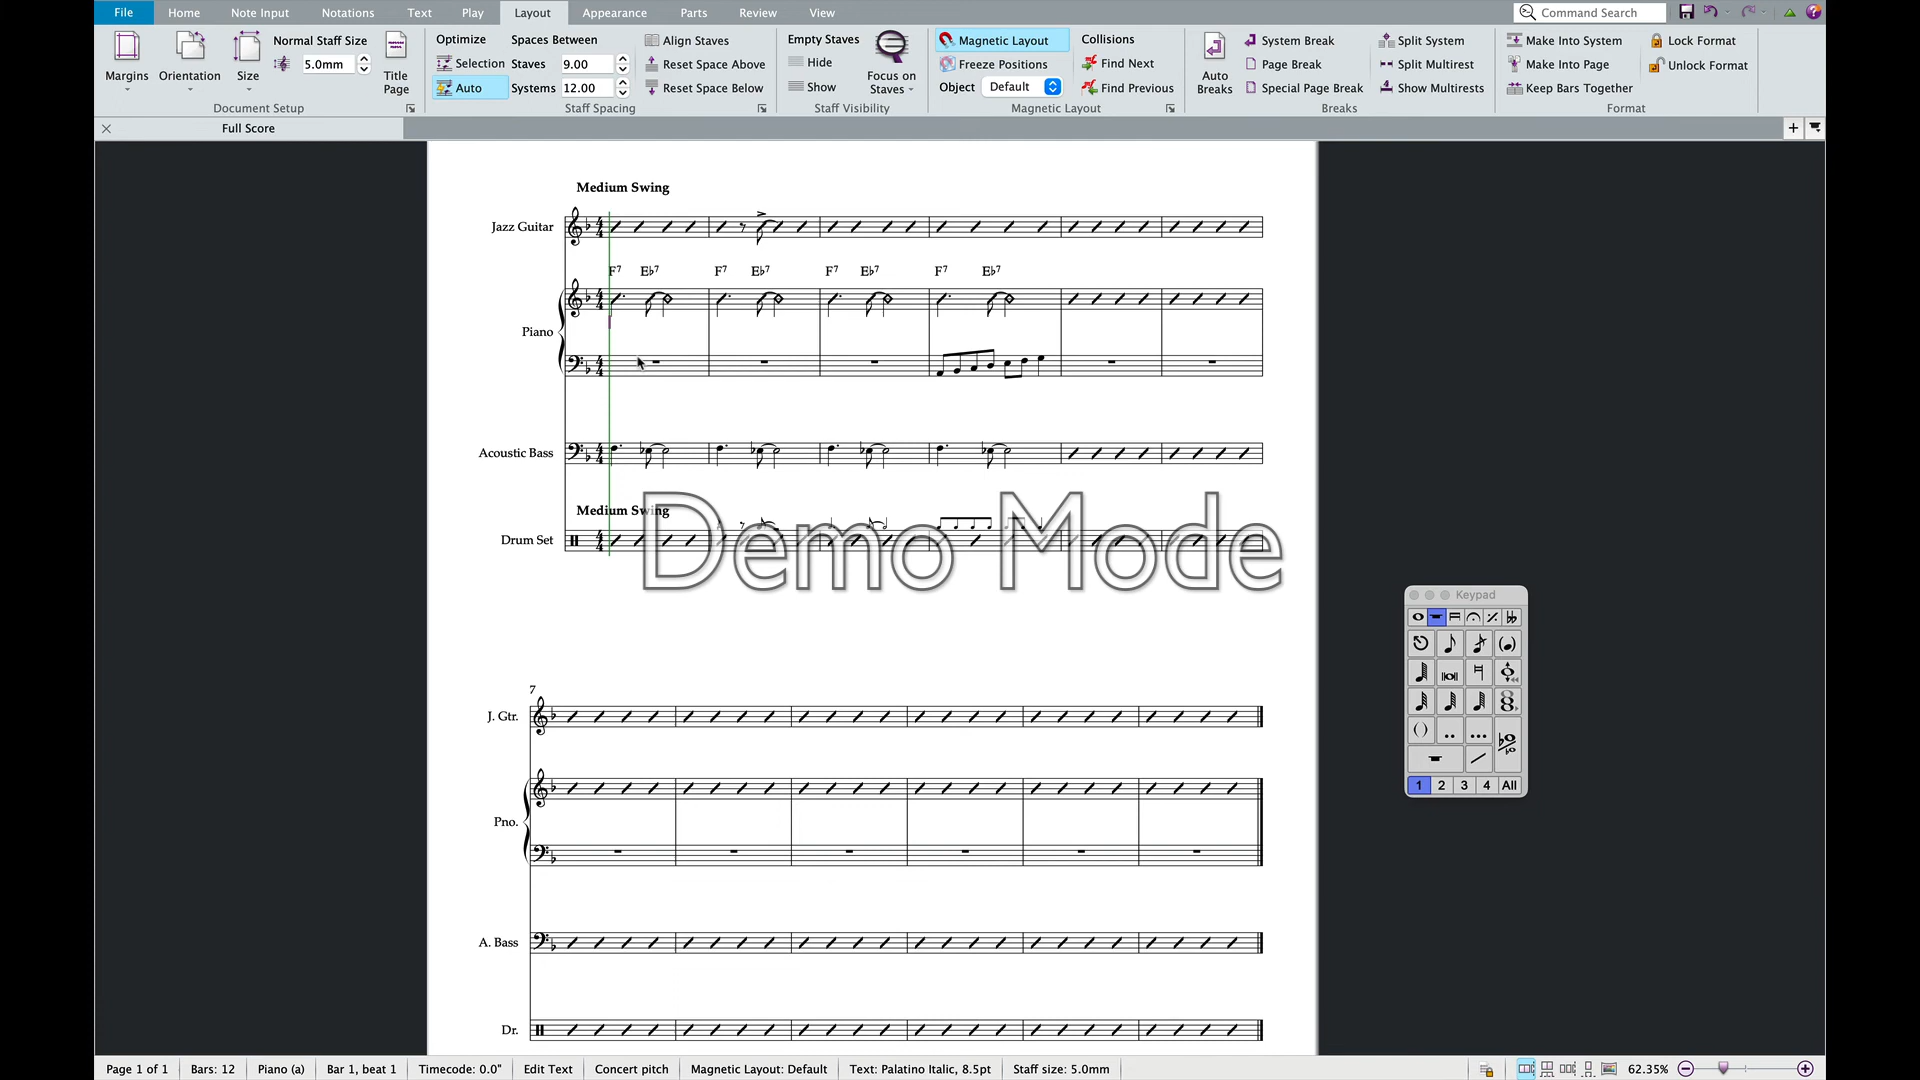 File Home Note Input Notations Text Play Layout Appearance Parts Review View Command Search
Margins Orientation Size
Normal Staff Size
5.0mm
Title Page
Document Setup
Optimize
Selection
Auto
Spaces Between
Staves 9.00
Systems 12.00
Align Staves
Reset Space Above
Reset Space Below
Staff Spacing
Empty Staves
Hide
Show
Focus on Staves
Staff Visibility
Magnetic Layout
Freeze Positions
Object Default
Collisions
Find Next
Find Previous
Magnetic Layout
Auto Breaks
System Break
Page Break
Special Page Break
Split System
Split Multirest
Show Multirests
Breaks
Make Into System
Make Into Page
Keep Bars Together
Lock Format
Unlock Format
Format
Full Score
Medium Swing
Jazz Guitar
F7 Eb7 F7 Eb7 F7 Eb7 F7 Eb7
Piano
Acoustic Bass
Medium Swing
Drum Set
Demo Mode
Keypad
1 2 3 4 All
7
J. Gtr.
Pno.
A. Bass
Dr.
Page 1 of 1 Bars: 12 Piano (a) Bar 1, beat 1 Timecode: 0.0" Edit Text Concert pitch Magnetic Layout: Default Text: Palatino Italic, 8.5pt Staff size: 5.0mm 62.35%